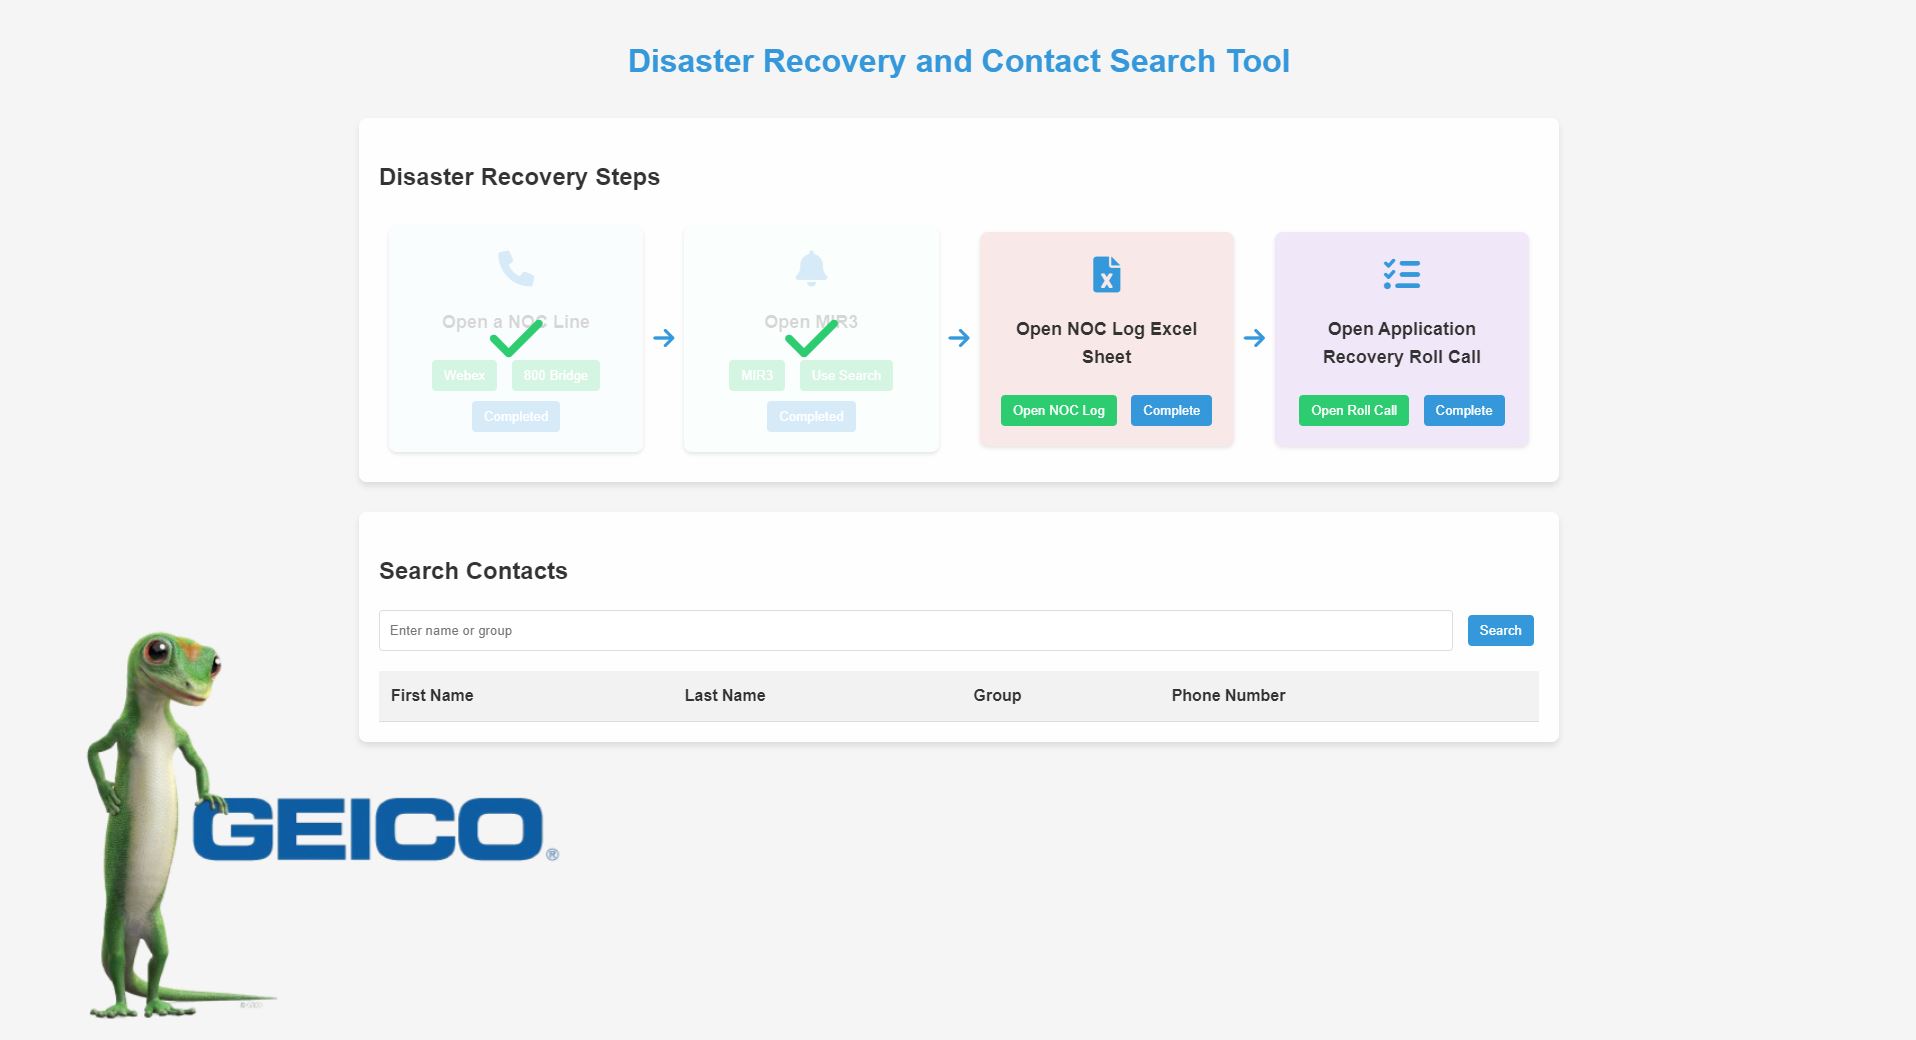 Disaster Recovery and Contact Search Tool
Disaster Recovery Steps
Open a NOC Line
Webex
800 Bridge
Completed
Open MIR3
MIR3
Use Search
Completed
Open NOC Log Excel
Sheet
Open NOC Log
Complete
Open Application
Recovery Roll Call
Open Roll Call
Complete
Search Contacts
Enter name or group
Search
First Name
Last Name
Group
Phone Number
GEICO®